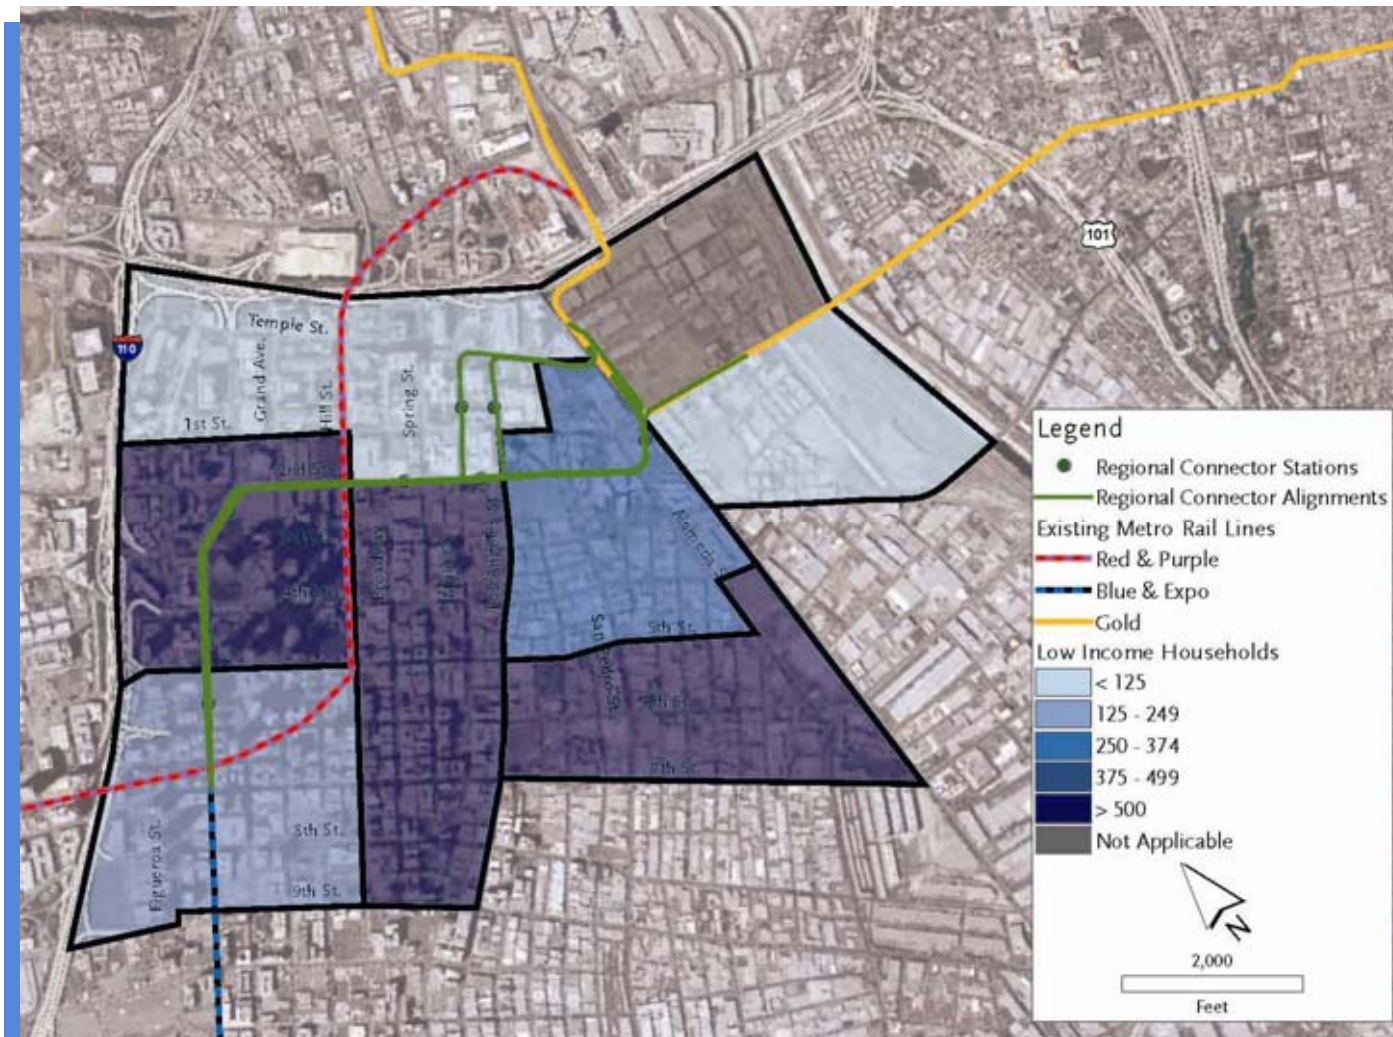 101
110
Temple St.
Grand Ave.
Hill St.
Spring St.
1st St.
2nd St.
Alameda S
9th St.
San Pedro St.
7th St.
8th St.
Figueroa St.
9th St.
Legend
Regional Connector Stations
Regional Connector Alignments
Existing Metro Rail Lines
Red & Purple
Blue & Expo
Gold
Low Income Households
< 125
125 - 249
250 - 374
375 - 499
> 500
Not Applicable
N
2,000
Feet